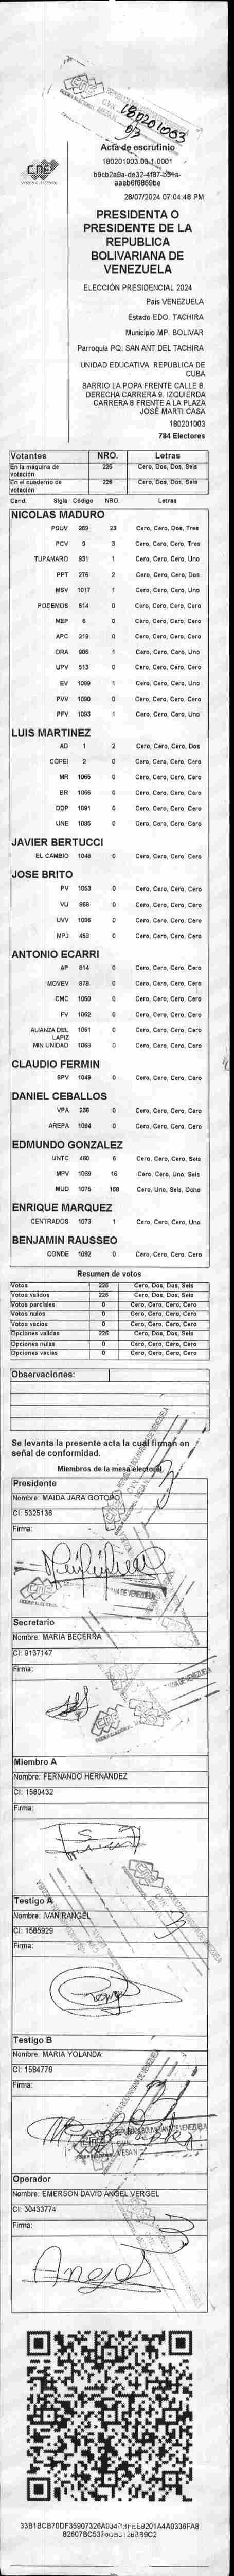 180201003
CNE
Acta de escrutinio
180201003.03.1.0001
b9cb2a9a-de32-4f87-b51a-
aaeb6f6659be
28/07/2024 07:04:48 PM
PRESIDENTA O
PRESIDENTE DE LA
REPUBLICA
BOLIVARIANA DE
VENEZUELA
ELECCIÓN PRESIDENCIAL 2024
Pais VENEZUELA
Estado EDO. TACHIRA
Municipio MP. BOLIVAR
Parroquia PQ. SAN ANT DEL TACHIRA
UNIDAD EDUCATIVA REPUBLICA DE
CUBA
BARRIO LA POPA FRENTE CALLE 8.
DERECHA CARRERA 9. IZQUIERDA
CARRERA 8 FRENTE A LA PLAZA
JOSE MARTI CASA
180201003
784 Electores
Votantes NRO. Letras
En la máquina de votación 226 Cero, Dos, Dos, Seis
En el cuaderno de votación 226 Cero, Dos, Dos, Seis
Cand. Sigla Código NRO. Letras
NICOLAS MADURO
PSUV 269 23 Cero, Cero, Dos, Tres
PCV 9 3 Cero, Cero, Cero, Tres
TUPAMARO 931 1 Cero, Cero, Cero, Uno
PPT 276 2 Cero, Cero, Cero, Dos
MSV 1017 1 Cero, Cero, Cero, Uno
PODEMOS 614 0 Cero, Cero, Cero, Cero
MEP 6 0 Cero, Cero, Cero, Cero
APC 219 0 Cero, Cero, Cero, Cero
ORA 906 1 Cero, Cero, Cero, Uno
UPV 513 0 Cero, Cero, Cero, Cero
EV 1089 1 Cero, Cero, Cero, Uno
PVV 1090 0 Cero, Cero, Cero, Cero
PFV 1093 1 Cero, Cero, Cero, Uno
LUIS MARTINEZ
AD 1 2 Cero, Cero, Cero, Dos
COPEI 2 0 Cero, Cero, Cero, Cero
MR 1065 0 Cero, Cero, Cero, Cero
BR 1066 0 Cero, Cero, Cero, Cero
DDP 1091 0 Cero, Cero, Cero, Cero
UNE 1095 0 Cero, Cero, Cero, Cero
JAVIER BERTUCCI
EL CAMBIO 1048 0 Cero, Cero, Cero, Cero
JOSE BRITO
PV 1053 0 Cero, Cero, Cero, Cero
VU 868 0 Cero, Cero, Cero, Cero
UVV 1096 0 Cero, Cero, Cero, Cero
MPJ 458 0 Cero, Cero, Cero, Cero
ANTONIO ECARRI
AP 814 0 Cero, Cero, Cero, Cero
MOVEV 978 0 Cero, Cero, Cero, Cero
CMC 1050 0 Cero, Cero, Cero, Cero
FV 1062 0 Cero, Cero, Cero, Cero
ALIANZA DEL LAPIZ 1061 0 Cero, Cero, Cero, Cero
MIN UNIDAD 1069 0 Cero, Cero, Cero, Cero
CLAUDIO FERMIN
SPV 1049 0 Cero, Cero, Cero, Cero
DANIEL CEBALLOS
VPA 236 0 Cero, Cero, Cero, Cero
AREPA 1094 0 Cero, Cero, Cero, Cero
EDMUNDO GONZALEZ
UNTC 460 6 Cero, Cero, Cero, Seis
MPV 1069 16 Cero, Cero, Uno, Seis
MUD 1075 168 Cero, Uno, Seis, Ocho
ENRIQUE MARQUEZ
CENTRADOS 1073 1 Cero, Cero, Cero, Uno
BENJAMIN RAUSSEO
CONDE 1092 0 Cero, Cero, Cero, Cero
Resumen de votos
Votos 226 Cero, Dos, Dos, Seis
Votos validos 226 Cero, Dos, Dos, Seis
Votos parciales 0 Cero, Cero, Cero, Cero
Votos nulos 0 Cero, Cero, Cero, Cero
Votos vacios 0 Cero, Cero, Cero, Cero
Opciones validas 226 Cero, Dos, Dos, Seis
Opciones nulas 0 Cero, Cero, Cero, Cero
Opciones vacias 0 Cero, Cero, Cero, Cero
Observaciones:
Se levanta la presente acta la cual firman en
señal de conformidad.
Miembros de la mesa electoral
Presidente
Nombre: MAIDA JARA GOTOPO
CI: 5325136
Firma:
Secretario
Nombre: MARIA BECERRA
CI: 9137147
Firma:
Miembro A
Nombre: FERNANDO HERNANDEZ
CI: 1580432
Firma:
Testigo A
Nombre: IVAN RANGEL
CI: 1585929
Firma:
Testigo B
Nombre: MARIA YOLANDA
CI: 1584776
Firma:
Operador
Nombre: EMERSON DAVID ANGEL VERGEL
CI: 30433774
Firma:
Angel